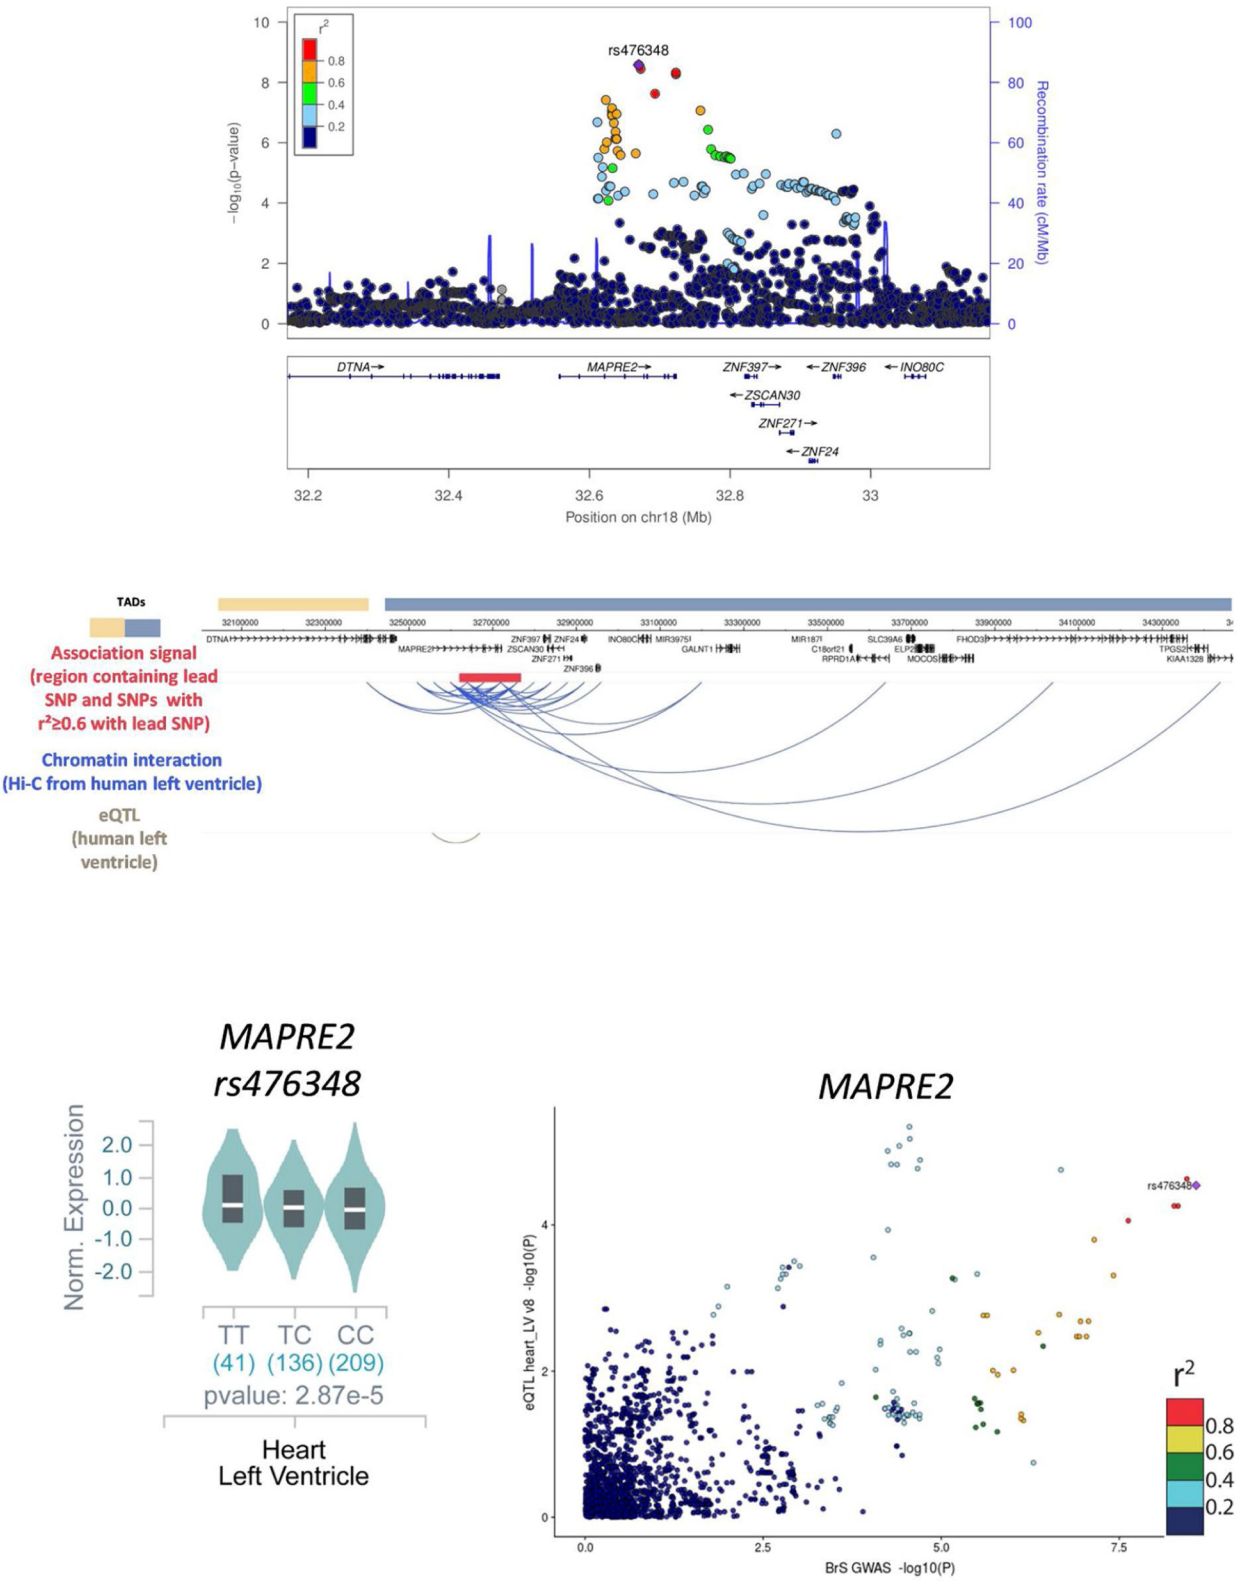 10
8
6
4
2
0
−log10(p−value)
r2
0.8
0.6
0.4
0.2
rs476348
100
80
60
40
20
0
Recombination rate (cM/Mb)
DTNA→
MAPRE2→
ZNF397→
←ZNF396
←INO80C
←ZSCAN30
ZNF271→
←ZNF24
32.2
32.4
32.6
32.8
33
Position on chr18 (Mb)
TADs
32100000 32300000 32500000 32700000 32900000 33100000 33300000 33500000 33700000 33900000 34100000 34300000
DTNA ZNF397 ZNF24 INO80C MIR3975 MIR187 SLC39A6 FHOD3
MAPRE2 ZSCAN30 GALNT1 C18orf21 ELP2 TPGS2
ZNF271 RPRD1A MOCOS KIAA1328
ZNF396
Association signal
(region containing lead
SNP and SNPs with
r²≥0.6 with lead SNP)
Chromatin interaction
(Hi-C from human left ventricle)
eQTL
(human left
ventricle)
MAPRE2
rs476348
Norm. Expression
2.0
1.0
0.0
-1.0
-2.0
TT TC CC
(41) (136) (209)
pvalue: 2.87e-5
Heart
Left Ventricle
MAPRE2
eQTL heart_LV v8 -log10(P)
4
2
0
rs476348
r2
0.8
0.6
0.4
0.2
0.0 2.5 5.0 7.5
BrS GWAS -log10(P)